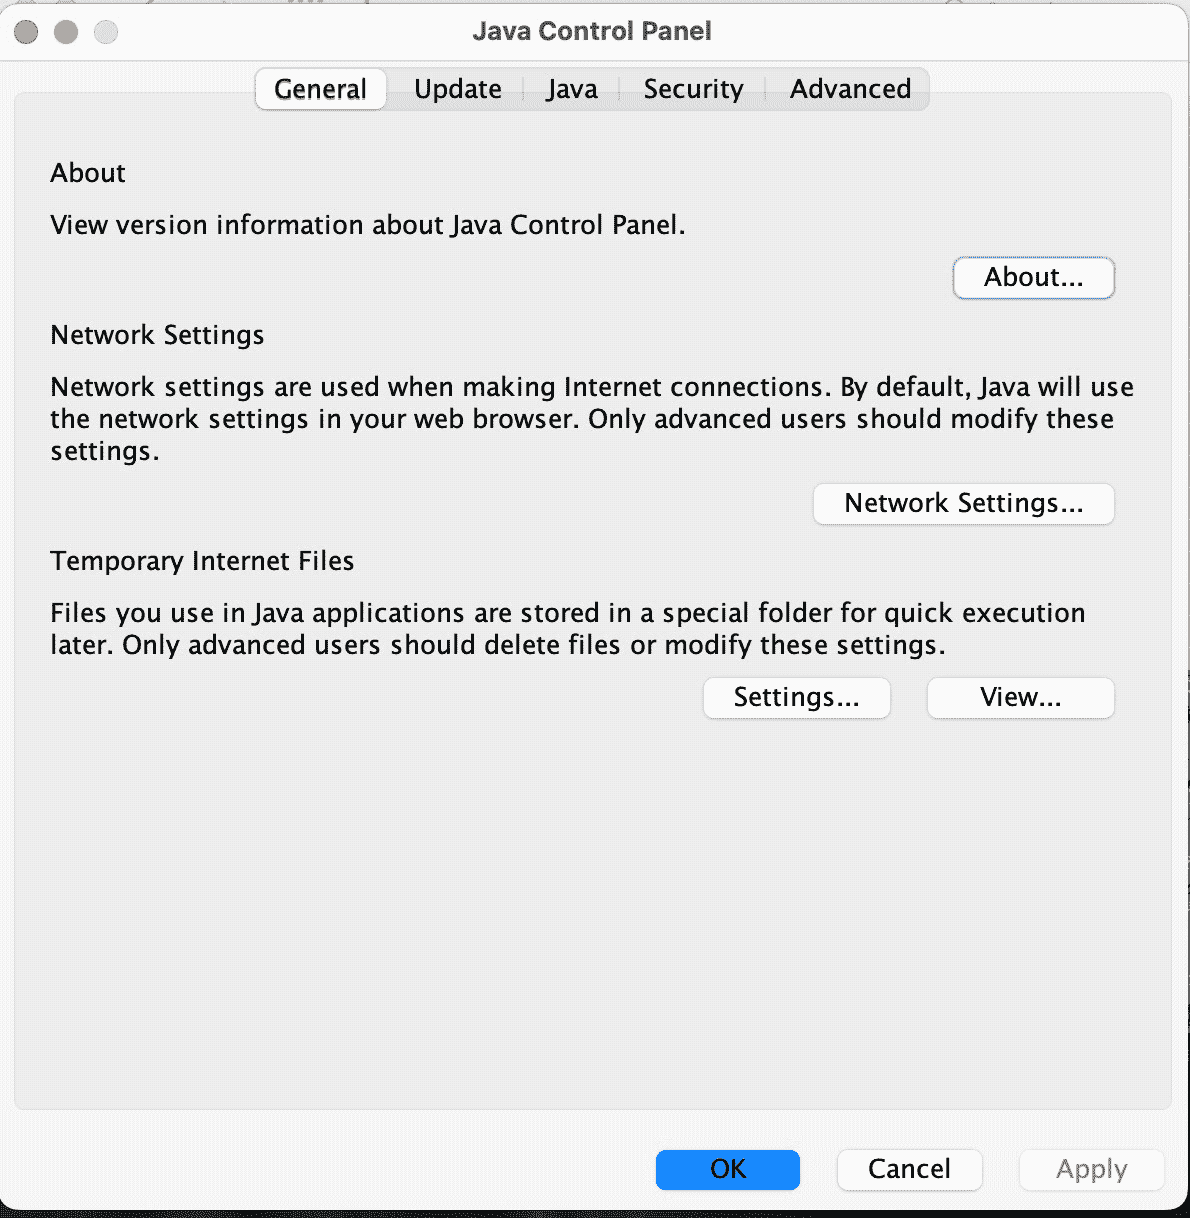 Java Control Panel
General
Update
Java
Security
Advanced
About
View version information about Java Control Panel.
About...
Network Settings
Network settings are used when making Internet connections. By default, Java will use
the network settings in your web browser. Only advanced users should modify these
settings.
Network Settings...
Temporary Internet Files
Files you use in Java applications are stored in a special folder for quick execution
later. Only advanced users should delete files or modify these settings.
Settings...
View...
OK
Cancel
Apply